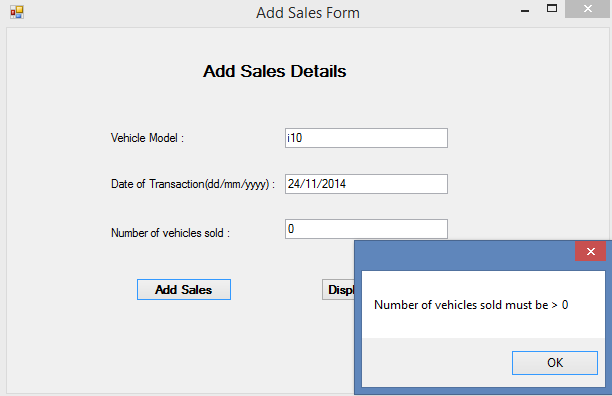 Add Sales Form
Add Sales Details
Vehicle Model :
i10
Date of Transaction(dd/mm/yyyy) :
24/11/2014
Number of vehicles sold :
0
Add Sales
Displ
Number of vehicles sold must be > 0
OK